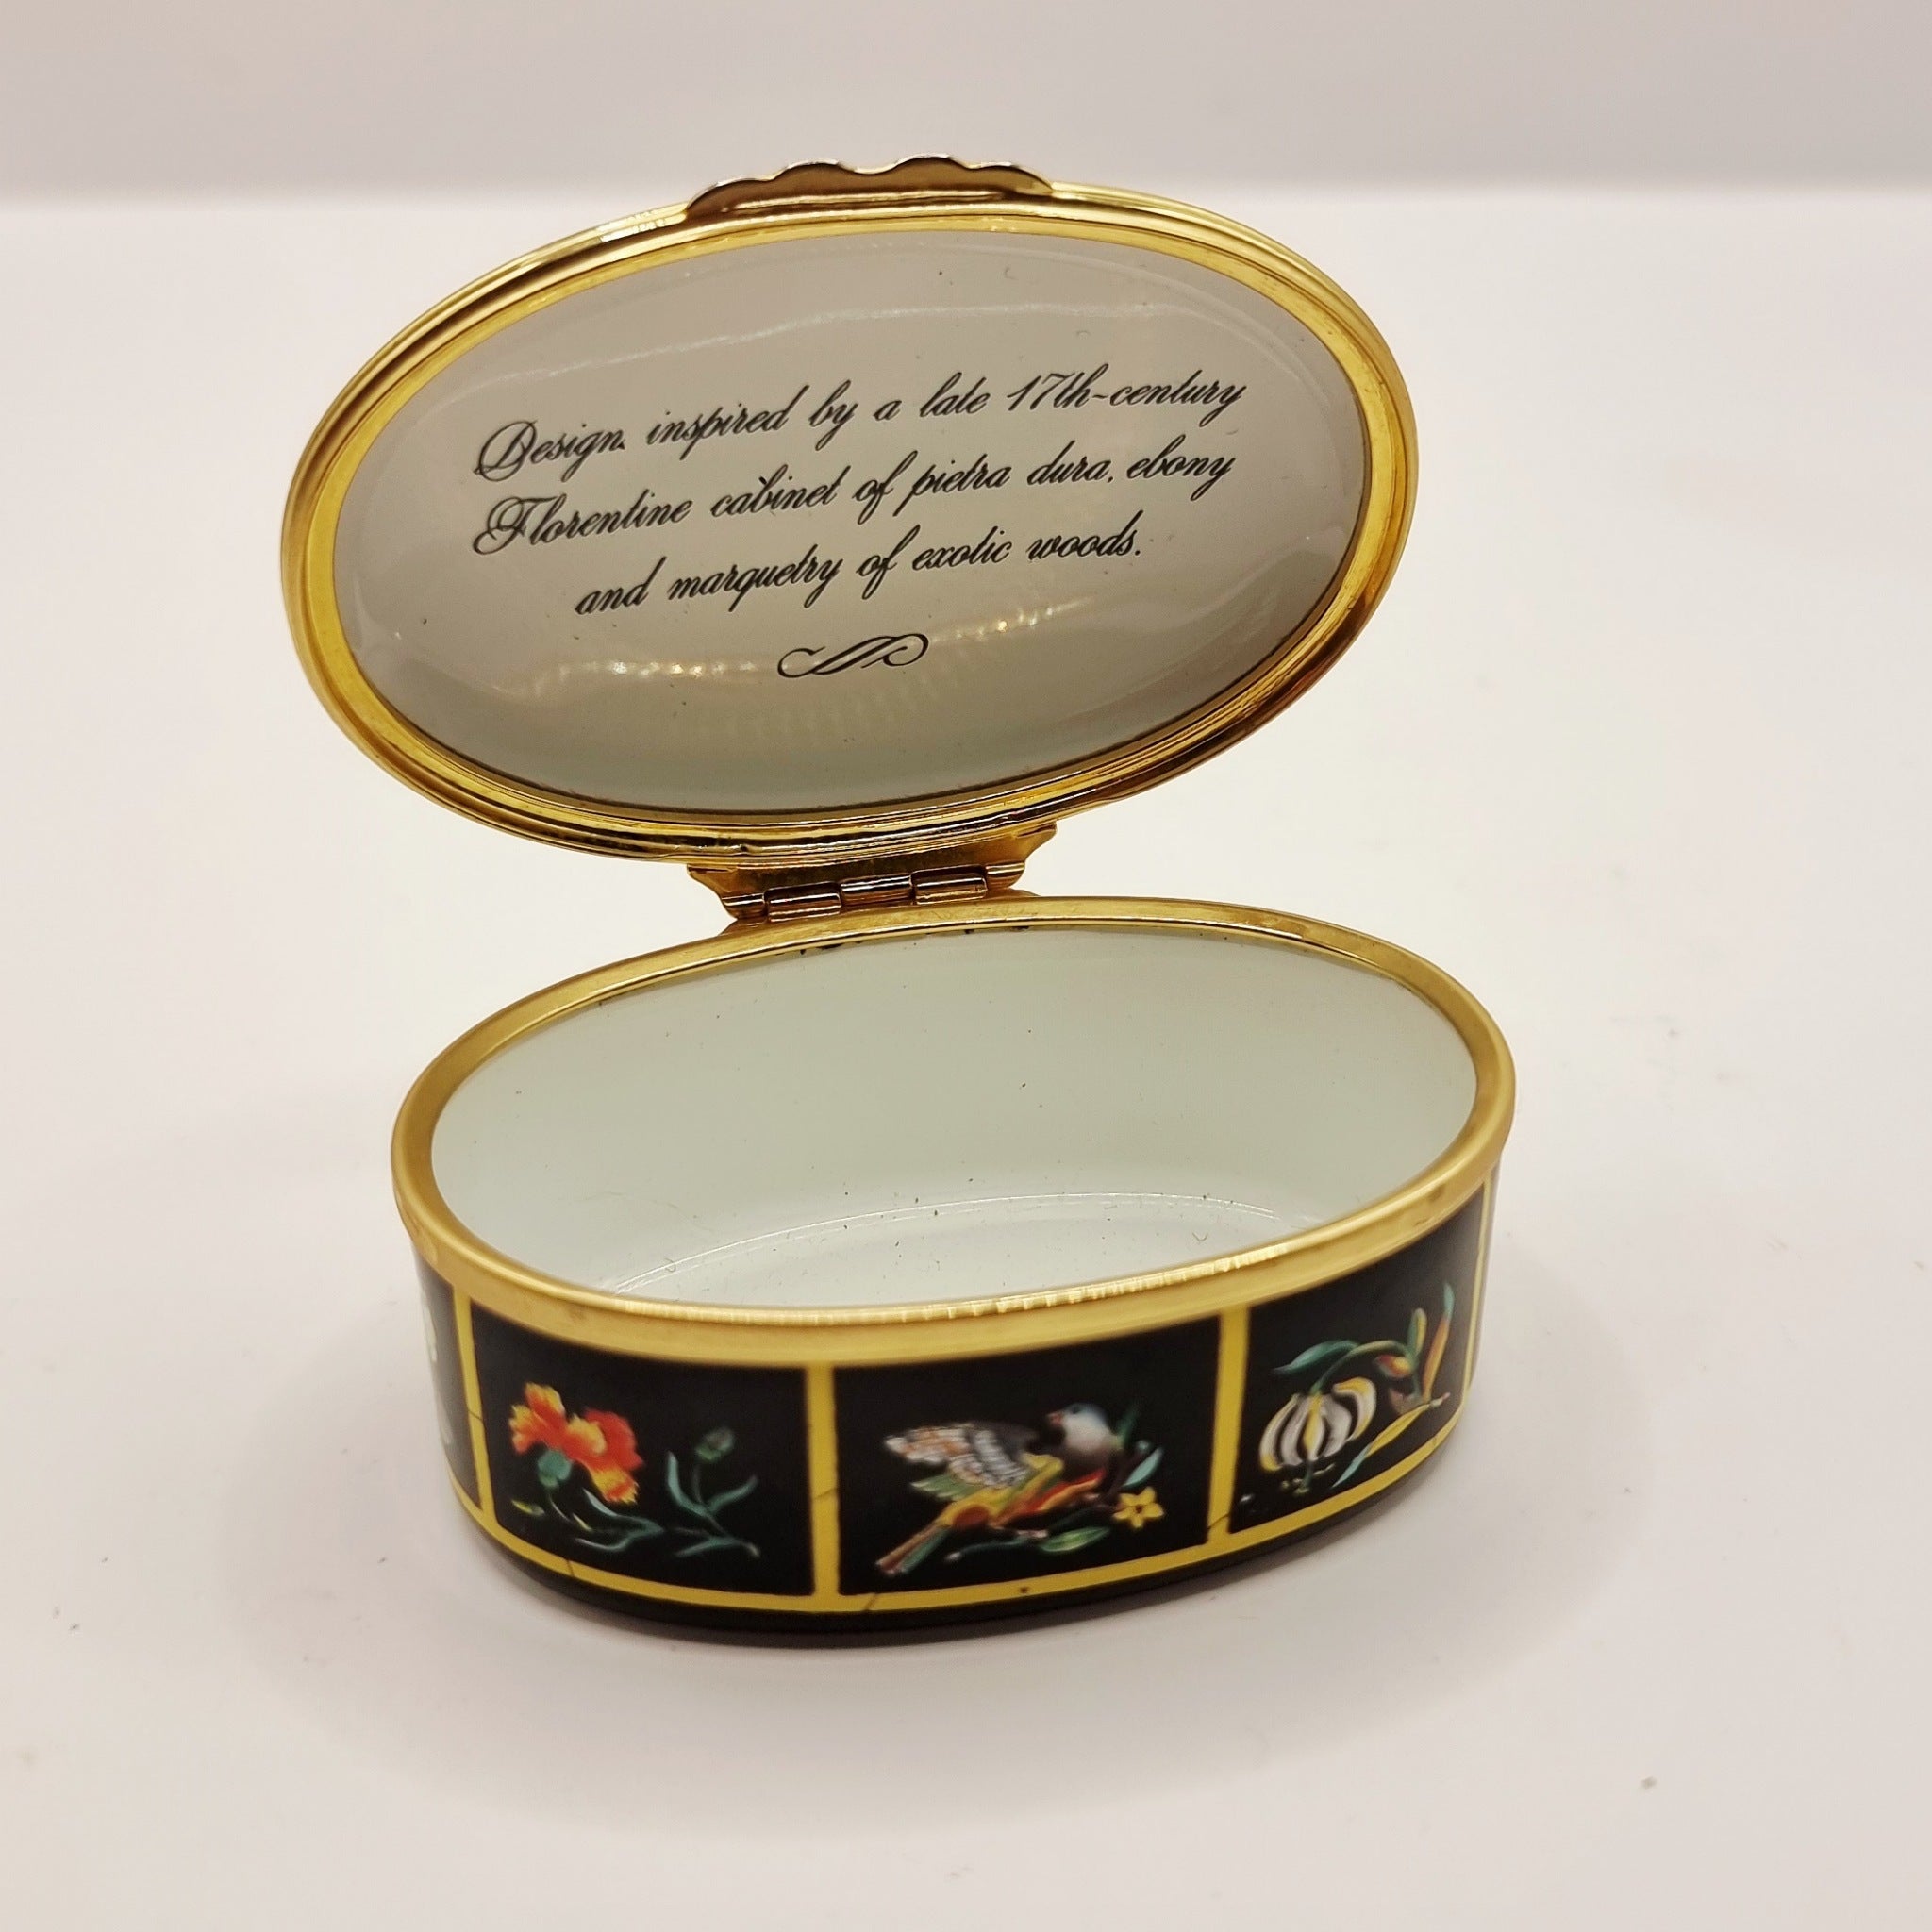 Design inspired by a late 17th-century
Florentine cabinet of pietra dura, ebony
and marquetry of exotic woods.